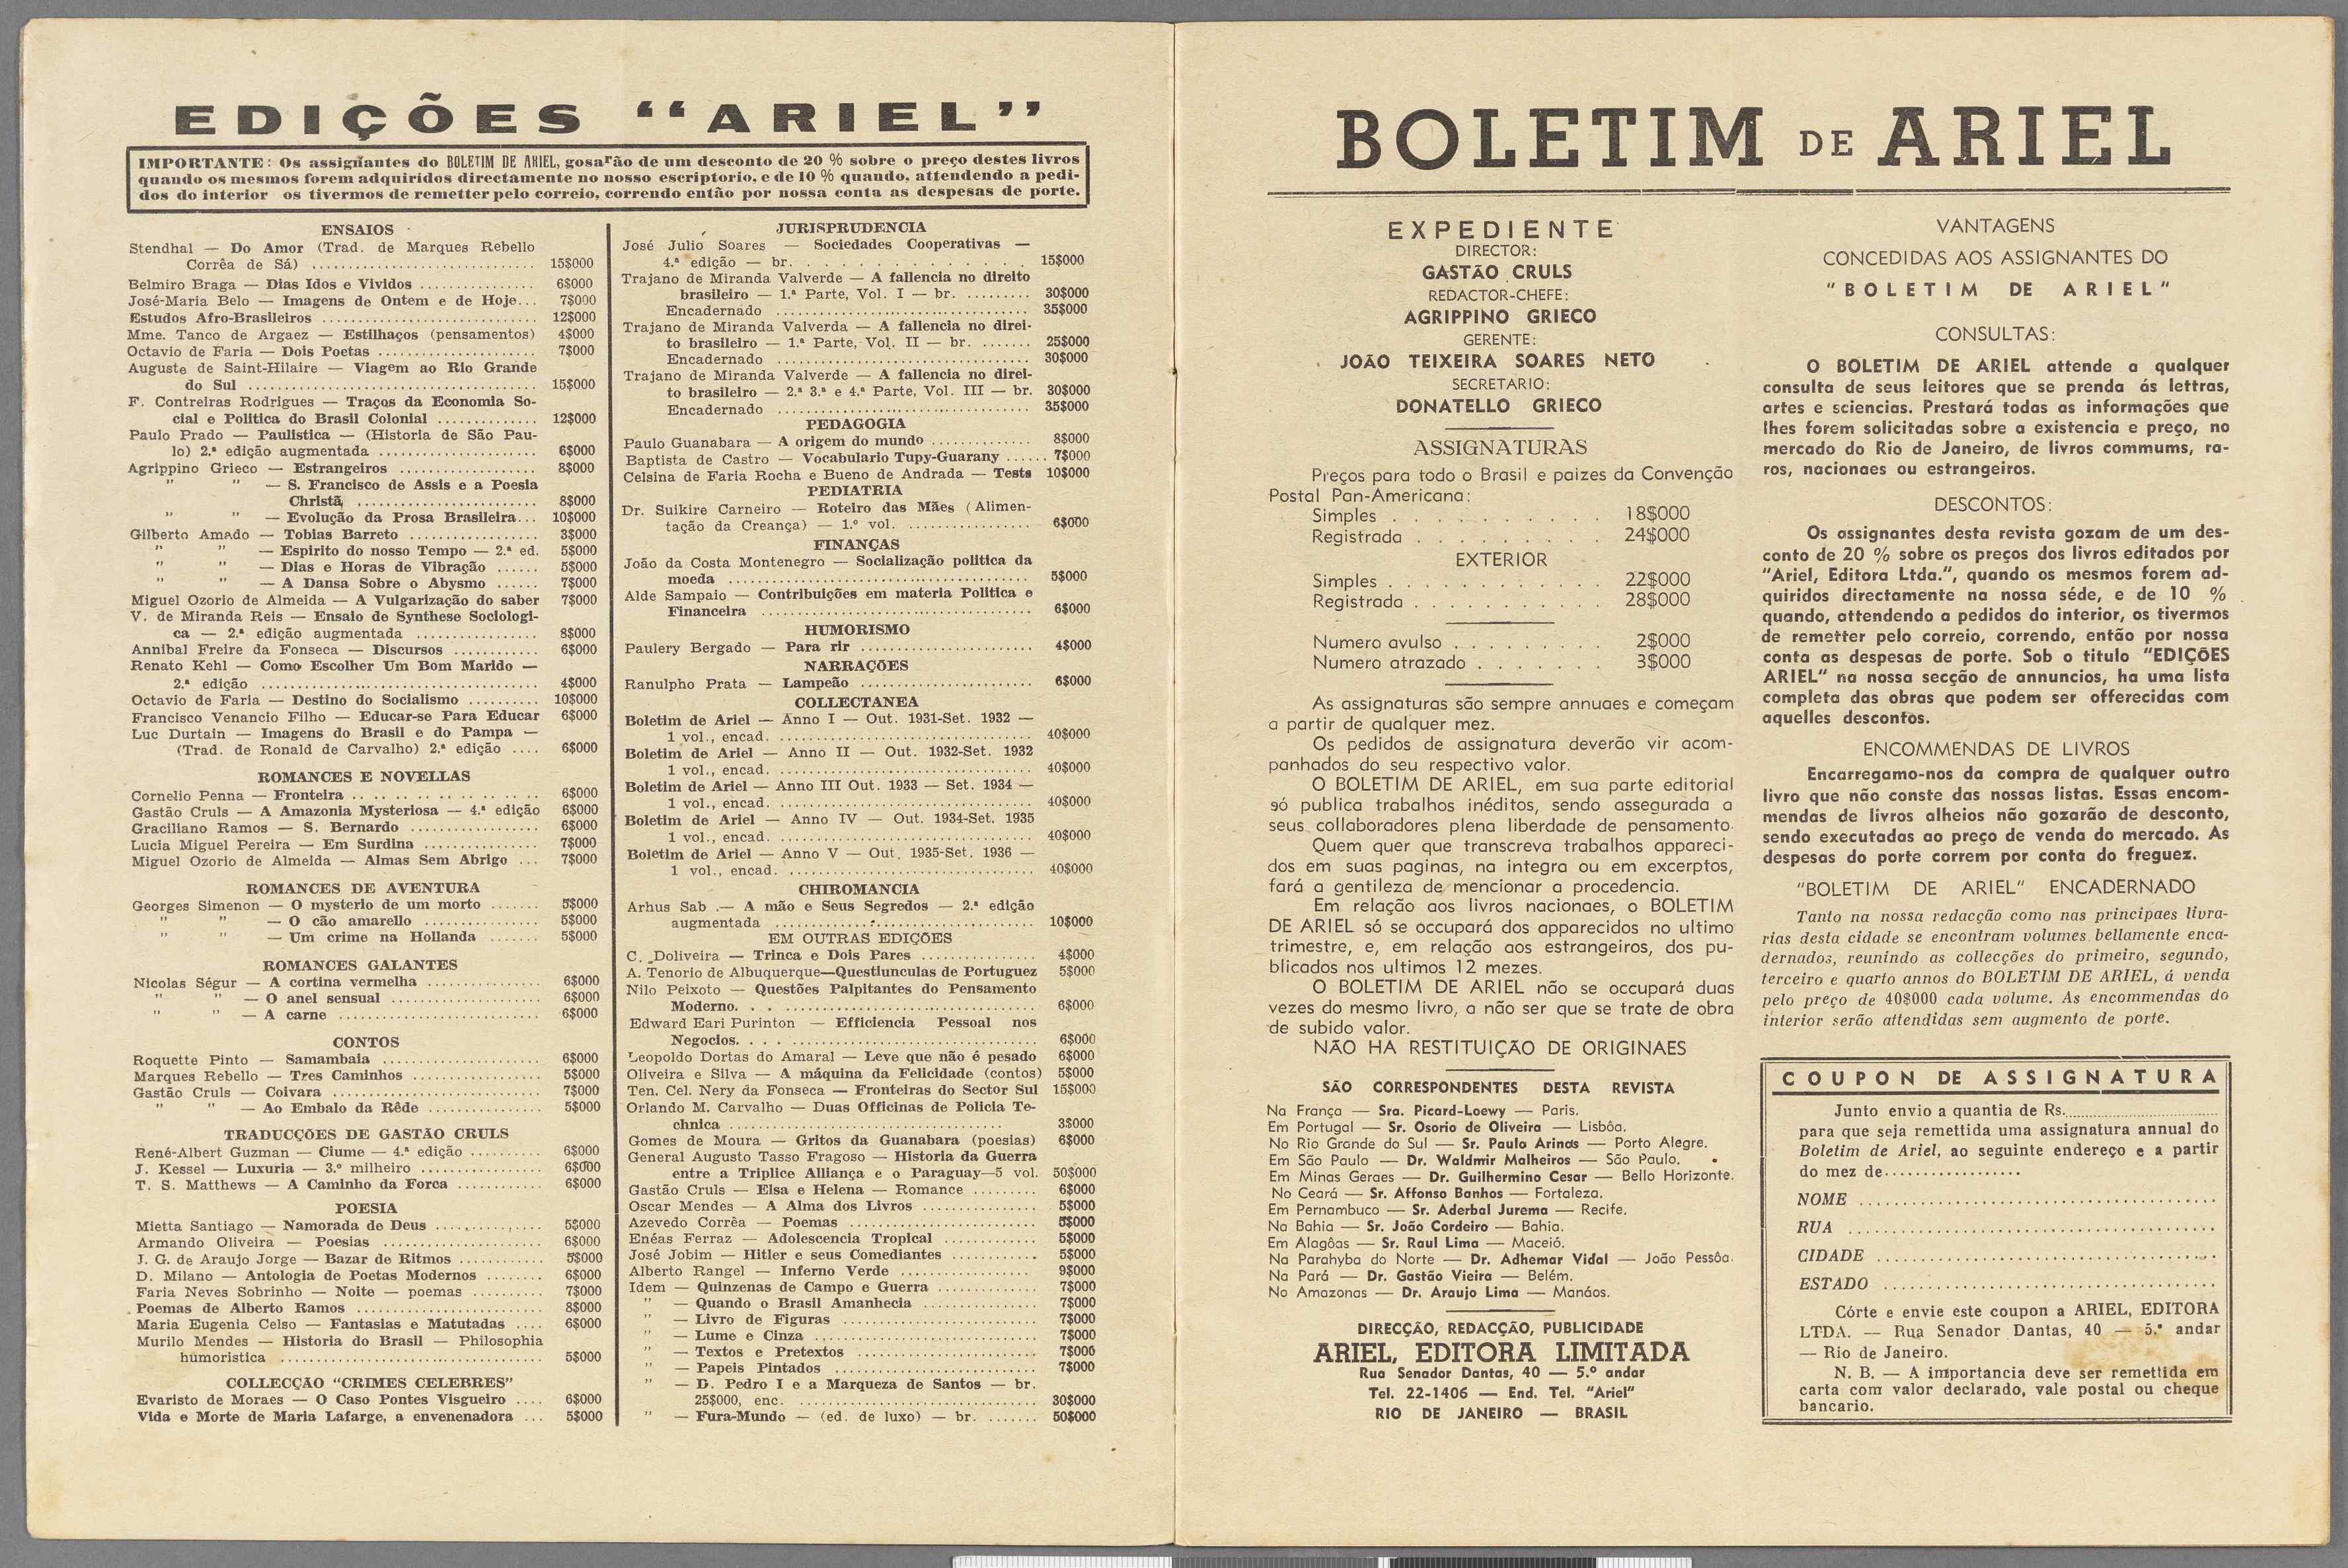 EDIÇÕES “ARIEL”
IMPORTANTE: Os assignantes do BOLETIM DE ARIEL, gosarão de um desconto de 20 % sobre o preço destes livros
quando os mesmos forem adquiridos directamente no nosso escriptorio, e de 10 % quando, attendendo a pedi-
dos do interior os tivermos de remetter pelo correio, correndo então por nossa conta as despesas de porte.
ENSAIOS
Stendhal — Do Amor (Trad. de Marques Rebello
Corrêa de Sá) .............................. 15$000
Belmiro Braga — Dias Idos e Vividos ................ 6$000
José-Maria Belo — Imagens de Ontem e de Hoje... 7$000
Estudos Afro-Brasileiros ............................. 12$000
Mme. Tanco de Argaez — Estilhaços (pensamentos) 4$000
Octavio de Faria — Dois Poetas ...................... 7$000
Auguste de Saint-Hilaire — Viagem ao Rio Grande
do Sul ....................................... 15$000
F. Contreiras Rodrigues — Traços da Economia So-
cial e Politica do Brasil Colonial .............. 12$000
Paulo Prado — Paulistica — (Historia de São Pau-
lo) 2.ª edição augmentada ...................... 6$000
Agrippino Grieco — Estrangeiros ................... 8$000
" " — S. Francisco de Assis e a Poesia
Christã ......................... 8$000
" " — Evolução da Prosa Brasileira... 10$000
Gilberto Amado — Tobias Barreto .................. 3$000
" " — Espirito do nosso Tempo — 2.ª ed. 5$000
" " — Dias e Horas de Vibração ...... 5$000
" " — A Dansa Sobre o Abysmo ...... 7$000
Miguel Ozorio de Almeida — A Vulgarização do saber 7$000
V. de Miranda Reis — Ensaio de Synthese Sociologi-
ca — 2.ª edição augmentada ................. 8$000
Annibal Freire da Fonseca — Discursos ............ 6$000
Renato Kehl — Como Escolher Um Bom Marido —
2.ª edição ...................................... 4$000
Octavio de Faria — Destino do Socialismo .......... 10$000
Francisco Venancio Filho — Educar-se Para Educar 6$000
Luc Durtain — Imagens do Brasil e do Pampa —
(Trad. de Ronald de Carvalho) 2.ª edição .... 6$000
ROMANCES E NOVELLAS
Cornelio Penna — Fronteira .. .. .. .. .. .. .. .. .. 6$000
Gastão Cruls — A Amazonia Mysteriosa — 4.ª edição 6$000
Graciliano Ramos — S. Bernardo .................. 6$000
Lucia Miguel Pereira — Em Surdina ................ 7$000
Miguel Ozorio de Almeida — Almas Sem Abrigo ... 7$000
ROMANCES DE AVENTURA
Georges Simenon — O mysterio de um morto ....... 5$000
" " — O cão amarello ................ 5$000
" " — Um crime na Hollanda ....... 5$000
ROMANCES GALANTES
Nicolas Ségur — A cortina vermelha ................ 6$000
" " — O anel sensual ..................... 6$000
" " — A carne ............................ 6$000
CONTOS
Roquette Pinto — Samambaia ...................... 6$000
Marques Rebello — Tres Caminhos .................. 5$000
Gastão Cruls — Coivara ............................. 7$000
" " — Ao Embalo da Rêde ................ 5$000
TRADUCÇÕES DE GASTÃO CRULS
René-Albert Guzman — Ciume — 4.ª edição .......... 6$000
J. Kessel — Luxuria — 3.º milheiro ................. 6$000
T. S. Matthews — A Caminho da Forca ............ 6$000
POESIA
Mietta Santiago — Namorada de Deus ............... 5$000
Armando Oliveira — Poesias ...................... 6$000
J. G. de Araujo Jorge — Bazar de Ritmos ............ 5$000
D. Milano — Antologia de Poetas Modernos ........ 6$000
Faria Neves Sobrinho — Noite — poemas .......... 7$000
Poemas de Alberto Ramos .......................... 8$000
Maria Eugenia Celso — Fantasias e Matutadas .... 6$000
Murilo Mendes — Historia do Brasil — Philosophia
humoristica .................................... 5$000
COLLECÇÃO “CRIMES CELEBRES”
Evaristo de Moraes — O Caso Pontes Visgueiro .... 6$000
Vida e Morte de Maria Lafarge, a envenenadora ... 5$000
JURISPRUDENCIA
José Julio Soares — Sociedades Cooperativas —
4.ª edição — br. . . . . . . . . . . . . . . 15$000
Trajano de Miranda Valverde — A fallencia no direito
brasileiro — 1.ª Parte, Vol. I — br. ......... 30$000
Encadernado ................................... 35$000
Trajano de Miranda Valverda — A fallencia no direi-
to brasileiro — 1.ª Parte, Vol. II — br. ....... 25$000
Encadernado ................................... 30$000
Trajano de Miranda Valverde — A fallencia no direi-
to brasileiro — 2.ª 3.ª e 4.ª Parte, Vol. III — br. 30$000
Encadernado ................................... 35$000
PEDAGOGIA
Paulo Guanabara — A origem do mundo .............. 8$000
Baptista de Castro — Vocabulario Tupy-Guarany ...... 7$000
Celsina de Faria Rocha e Bueno de Andrada — Tests 10$000
PEDIATRIA
Dr. Suikire Carneiro — Roteiro das Mães (Alimen-
tação da Creança) — 1.º vol. ................. 6$000
FINANÇAS
João da Costa Montenegro — Socialização politica da
moeda ......................................... 5$000
Alde Sampaio — Contribuições em materia Politica e
Financeira ..................................... 6$000
HUMORISMO
Paulery Bergado — Para rir ........................ 4$000
NARRAÇÕES
Ranulpho Prata — Lampeão ........................ 6$000
COLLECTANEA
Boletim de Ariel — Anno I — Out. 1931-Set. 1932 —
1 vol., encad. ................................... 40$000
Boletim de Ariel — Anno II — Out. 1932-Set. 1932
1 vol., encad. ................................... 40$000
Boletim de Ariel — Anno III Out. 1933 — Set. 1934 —
1 vol., encad. ................................... 40$000
Boletim de Ariel — Anno IV — Out. 1934-Set. 1935
1 vol., encad. ................................... 40$000
Boletim de Ariel — Anno V — Out. 1935-Set. 1936 —
1 vol., encad. .................................. 40$000
CHIROMANCIA
Arhus Sab .— A mão e Seus Segredos — 2.ª edição
augmentada .................................... 10$000
EM OUTRAS EDIÇÕES
C. Doliveira — Trinca e Dois Pares ................ 4$000
A. Tenorio de Albuquerque—Questiunculas de Portuguez 5$000
Nilo Peixoto — Questões Palpitantes do Pensamento
Moderno. . . ................................... 6$000
Edward Eari Purinton — Efficiencia Pessoal nos
Negocios. . . . ................................. 6$000
Leopoldo Dortas do Amaral — Leve que não é pesado 6$000
Oliveira e Silva — A máquina da Felicidade (contos) 5$000
Ten. Cel. Nery da Fonseca — Fronteiras do Sector Sul 15$000
Orlando M. Carvalho — Duas Officinas de Policia Te-
chnica ...................................... 3$000
Gomes de Moura — Gritos da Guanabara (poesias) 6$000
General Augusto Tasso Fragoso — Historia da Guerra
entre a Triplice Alliança e o Paraguay—5 vol. 50$000
Gastão Cruls — Elsa e Helena — Romance ......... 6$000
Oscar Mendes — A Alma dos Livros ................ 5$000
Azevedo Corrêa — Poemas .......................... 5$000
Enéas Ferraz — Adolescencia Tropical ............. 5$000
José Jobim — Hitler e seus Comediantes ............ 5$000
Alberto Rangel — Inferno Verde .................. 9$000
Idem — Quinzenas de Campo e Guerra .............. 7$000
" — Quando o Brasil Amanhecia ................ 7$000
" — Livro de Figuras ........................... 7$000
" — Lume e Cinza .............................. 7$000
" — Textos e Pretextos ......................... 7$000
" — Papeis Pintados ............................ 7$000
" — D. Pedro I e a Marqueza de Santos — br.
25$000, enc. ................................. 30$000
" — Fura-Mundo — (ed. de luxo) — br. ....... 50$000
BOLETIM DE ARIEL
EXPEDIENTE
DIRECTOR:
GASTÃO CRULS
REDACTOR-CHEFE:
AGRIPPINO GRIECO
GERENTE:
JOÃO TEIXEIRA SOARES NETO
SECRETARIO:
DONATELLO GRIECO
ASSIGNATURAS
Preços para todo o Brasil e paizes da Convenção
Postal Pan-Americana:
Simples . . . . . . . . . . . 18$000
Registrada . . . . . . . . . 24$000
EXTERIOR
Simples . . . . . . . . . . . 22$000
Registrada . . . . . . . . . . 28$000
Numero avulso . . . . . . . . 2$000
Numero atrazado . . . . . . . 3$000
As assignaturas são sempre annuaes e começam
a partir de qualquer mez.
Os pedidos de assignatura deverão vir acom-
panhados do seu respectivo valor.
O BOLETIM DE ARIEL, em sua parte editorial
só publica trabalhos inéditos, sendo assegurada a
seus collaboradores plena liberdade de pensamento.
Quem quer que transcreva trabalhos appareci-
dos em suas paginas, na integra ou em excerptos,
fará a gentileza de mencionar a procedencia.
Em relação aos livros nacionaes, o BOLETIM
DE ARIEL só se occupará dos apparecidos no ultimo
trimestre, e, em relação aos estrangeiros, dos pu-
blicados nos ultimos 12 mezes.
O BOLETIM DE ARIEL não se occupará duas
vezes do mesmo livro, a não ser que se trate de obra
de subido valor.
NÃO HA RESTITUIÇÃO DE ORIGINAES
SÃO CORRESPONDENTES DESTA REVISTA
Na França — Sra. Picard-Loewy — Paris.
Em Portugal — Sr. Osorio de Oliveira — Lisbôa.
No Rio Grande do Sul — Sr. Paulo Arinos — Porto Alegre.
Em São Paulo — Dr. Waldmir Malheiros — São Paulo.
Em Minas Geraes — Dr. Guilhermino Cesar — Bello Horizonte.
No Ceará — Sr. Affonso Banhos — Fortaleza.
Em Pernambuco — Sr. Aderbal Jurema — Recife.
Na Bahia — Sr. João Cordeiro — Bahia.
Em Alagôas — Sr. Raul Lima — Maceió.
Na Parahyba do Norte — Dr. Adhemar Vidal — João Pessôa.
Na Pará — Dr. Gastão Vieira — Belém.
No Amazonas — Dr. Araujo Lima — Manáos.
DIRECÇÃO, REDACÇÃO, PUBLICIDADE
ARIEL, EDITORA LIMITADA
Rua Senador Dantas, 40 — 5.º andar
Tel. 22-1406 — End. Tel. “Ariel”
RIO DE JANEIRO — BRASIL
VANTAGENS
CONCEDIDAS AOS ASSIGNANTES DO
“BOLETIM DE ARIEL”
CONSULTAS:
O BOLETIM DE ARIEL attende a qualquer
consulta de seus leitores que se prenda ás lettras,
artes e sciencias. Prestará todas as informações que
lhes forem solicitadas sobre a existencia e preço, no
mercado do Rio de Janeiro, de livros communs, ra-
ros, nacionaes ou estrangeiros.
DESCONTOS:
Os assignantes desta revista gozam de um des-
conto de 20 % sobre os preços dos livros editados por
“Ariel, Editora Ltda.”, quando os mesmos forem ad-
quiridos directamente na nossa séde, e de 10 %
quando, attendendo a pedidos do interior, os tivermos
de remetter pelo correio, correndo, então por nossa
conta as despesas de porte. Sob o titulo “EDIÇÕES
ARIEL” na nossa secção de annuncios, ha uma lista
completa das obras que podem ser offerecidas com
aquelles descontos.
ENCOMMENDAS DE LIVROS
Encarregamo-nos da compra de qualquer outro
livro que não conste das nossas listas. Essas encom-
mendas de livros alheios não gozarão de desconto,
sendo executadas ao preço de venda do mercado. As
despesas do porte correm por conta do freguez.
“BOLETIM DE ARIEL” ENCADERNADO
Tanto na nossa redacção como nas principaes livra-
rias desta cidade se encontram volumes bellamente enca-
dernados, reunindo as collecções do primeiro, segundo,
terceiro e quarto annos do BOLETIM DE ARIEL, á venda
pelo preço de 40$000 cada volume. As encommendas do
interior serão attendidas sem augmento de porte.
COUPON DE ASSIGNATURA
Junto envio a quantia de Rs.......................
para que seja remettida uma assignatura annual do
Boletim de Ariel, ao seguinte endereço e a partir
do mez de..................
NOME ....................................
RUA .....................................
CIDADE ..................................
ESTADO .................................
Córte e envie este coupon a ARIEL, EDITORA
LTDA. — Rua Senador Dantas, 40 — 5.º andar
— Rio de Janeiro.
N. B. — A importancia deve ser remettida em
carta com valor declarado, vale postal ou cheque
bancario.